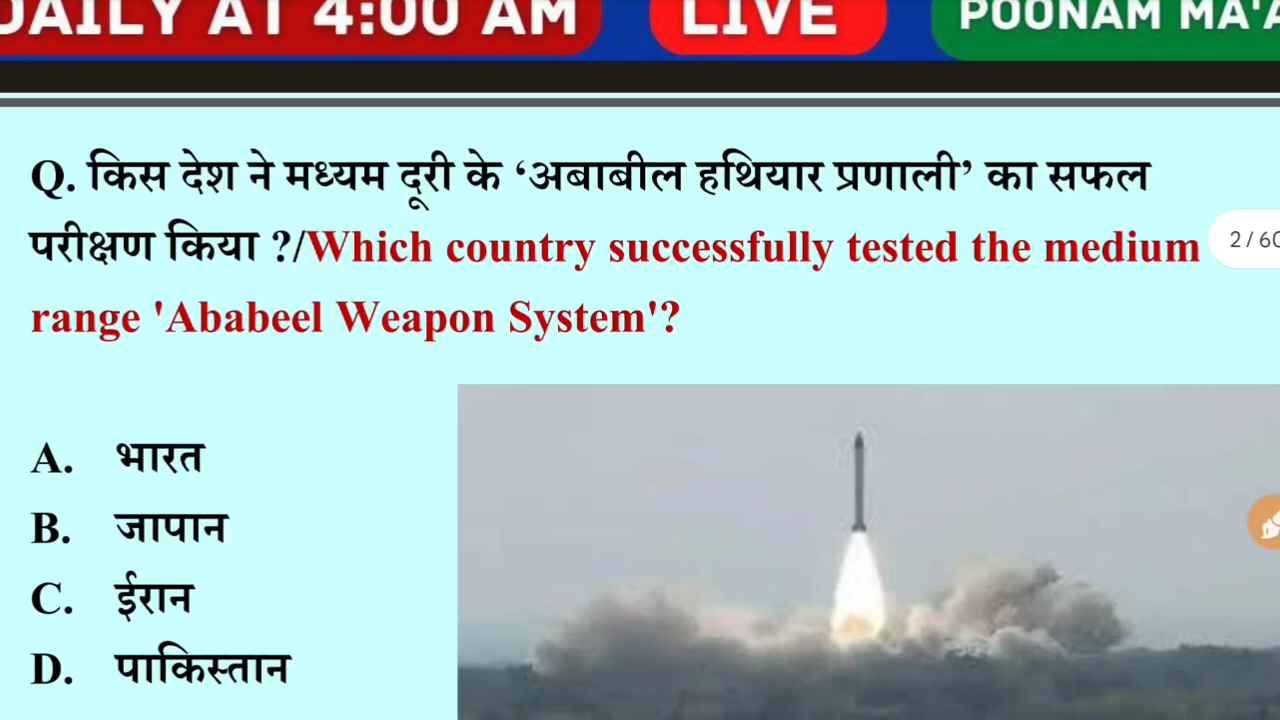 DAILY AT 4:00 AM LIVE POONAM MA'A
Q. किस देश ने मध्यम दूरी के ‘अबाबील हथियार प्रणाली’ का सफल
परीक्षण किया ?/Which country successfully tested the medium
2 / 60
range 'Ababeel Weapon System'?
A. भारत
B. जापान
C. ईरान
D. पाकिस्तान